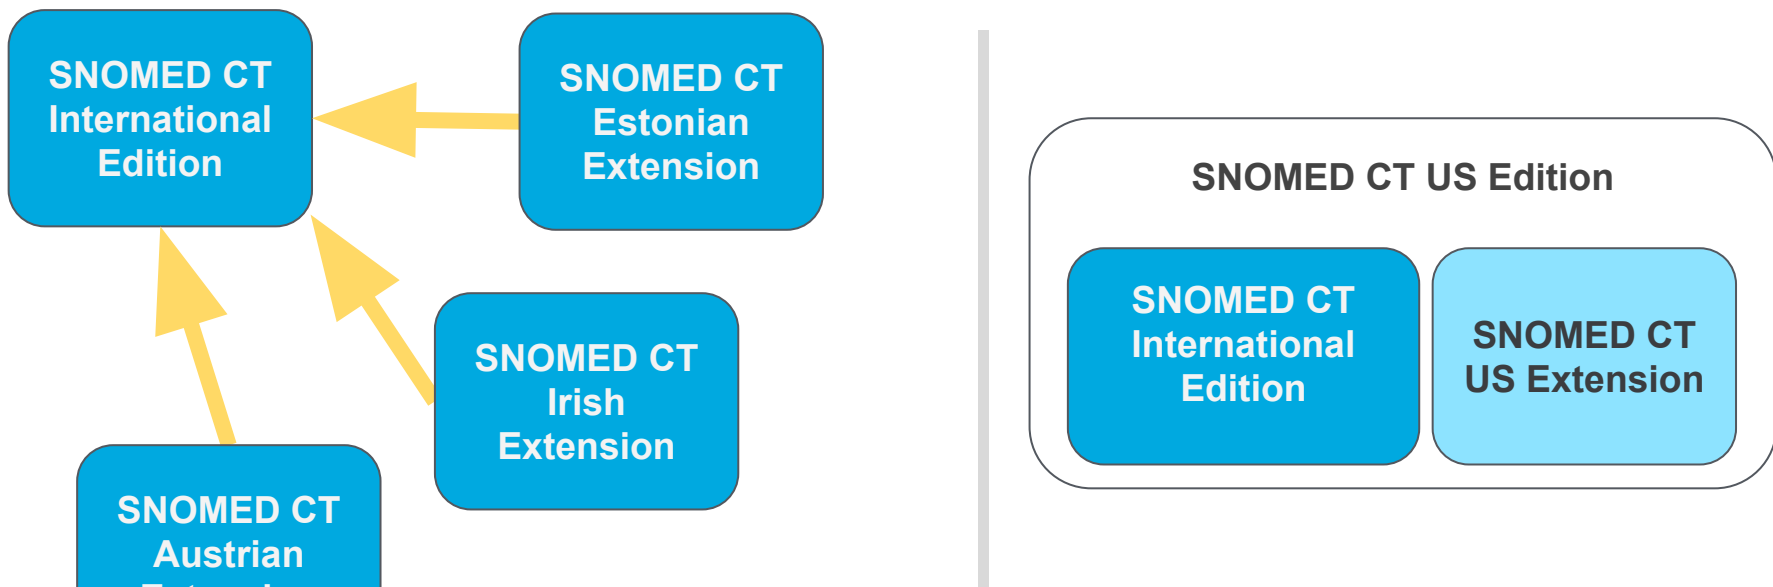 SNOMED CT
International
Edition
SNOMED CT
Estonian
Extension
SNOMED CT
Irish
Extension
SNOMED CT
Austrian
SNOMED CT US Edition
SNOMED CT
International
Edition
SNOMED CT
US Extension